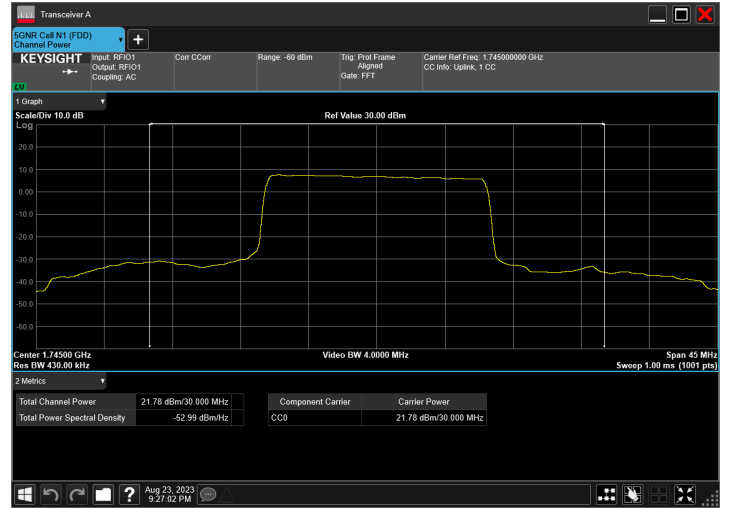 Transceiver A
5GNR Cell N1 (FDD)
Channel Power
KEYSIGHT
Input: RFIO1
Output: RFIO1
Coupling: AC
Corr CCorr
Range: -60 dBm
Trig: Prot Frame
Aligned
Gate: FFT
Carrier Ref Freq: 1.745000000 GHz
CC Info: Uplink, 1 CC
LXI
1 Graph
Scale/Div 10.0 dB
Ref Value 30.00 dBm
Log
20.0
10.0
0.00
-10.0
-20.0
-30.0
-40.0
-50.0
-60.0
Center 1.74500 GHz
Video BW 4.0000 MHz
Span 45 MHz
Res BW 430.00 kHz
Sweep 1.00 ms (1001 pts)
2 Metrics
Total Channel Power 21.78 dBm/30.000 MHz
Total Power Spectral Density -52.99 dBm/Hz
Component Carrier Carrier Power
CC0 21.78 dBm/30.000 MHz
Aug 23, 2023
9:27:02 PM